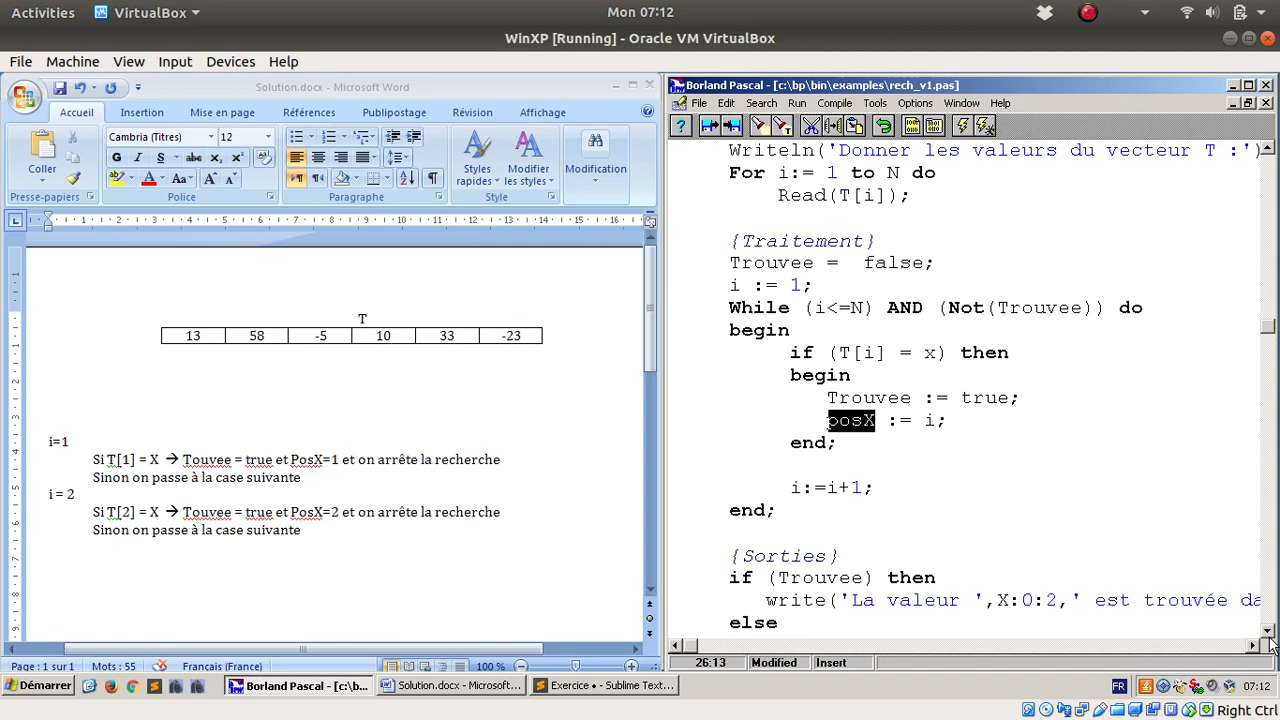 Activities VirtualBox Mon 07:12
WinXP [Running] - Oracle VM VirtualBox
File Machine View Input Devices Help
Solution.docx - Microsoft Word
Accueil Insertion Mise en page Références Publipostage Révision Affichage
Cambria (Titres) 12
Coller
G I S abc x₂ x²
Styles rapides
Modifier les styles
Modification
Presse-papiers Police Paragraphe Style
T
13 58 -5 10 33 -23
i=1
Si T[1] = X → Touvee = true et PosX=1 et on arrête la recherche
Sinon on passe à la case suivante
i = 2
Si T[2] = X → Touvee = true et PosX=2 et on arrête la recherche
Sinon on passe à la case suivante
Page : 1 sur 1 Mots : 55 Français (France) 100 %
Borland Pascal - [c:\bp\bin\examples\rech_v1.pas]
File Edit Search Run Compile Tools Options Window Help
Writeln('Donner les valeurs du vecteur T :')
For i:= 1 to N do
Read(T[i]);
{Traitement}
Trouvee =  false;
i := 1;
While (i<=N) AND (Not(Trouvee)) do
begin
if (T[i] = x) then
begin
Trouvee := true;
posX := i;
end;
i:=i+1;
end;
{Sorties}
if (Trouvee) then
write('La valeur ',X:0:2,' est trouvée da
else
26:13 Modified Insert
Démarrer Borland Pascal - [c:\b... Solution.docx - Microsof... Exercice • - Sublime Text... FR 07:12
Right Ctrl